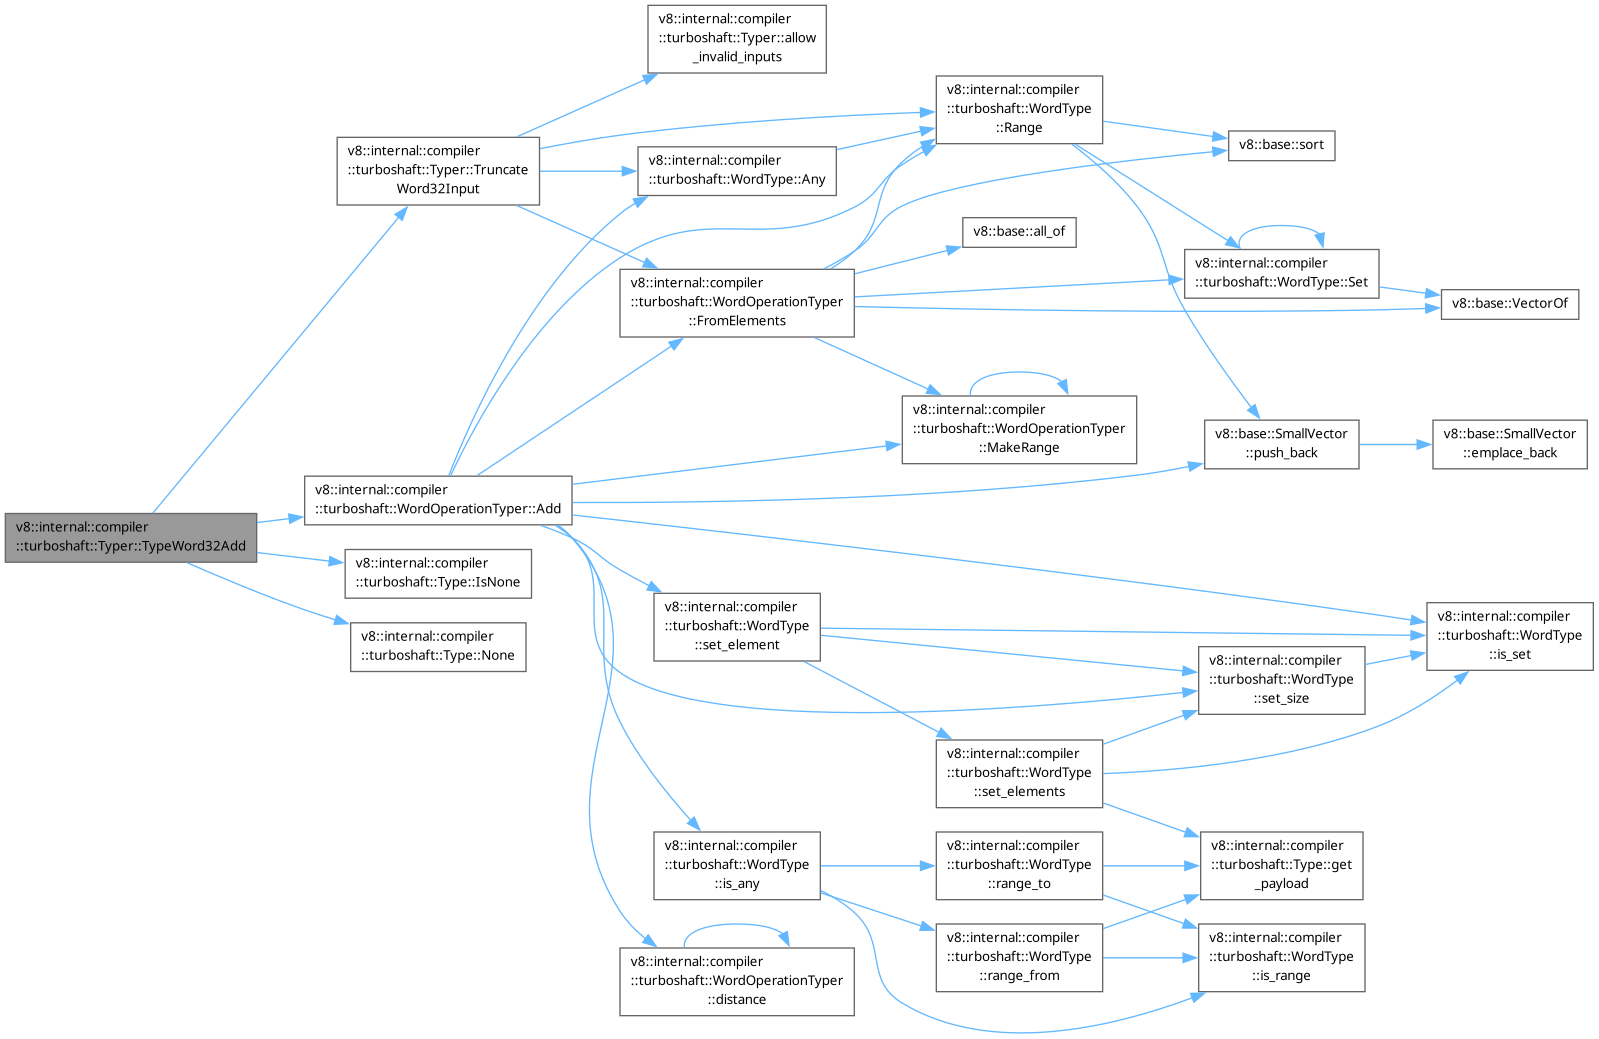 v8::internal::compiler
::turboshaft::Typer::TypeWord32Add
v8::internal::compiler
::turboshaft::Typer::Truncate
Word32Input
v8::internal::compiler
::turboshaft::WordOperationTyper::Add
v8::internal::compiler
::turboshaft::Type::IsNone
v8::internal::compiler
::turboshaft::Type::None
v8::internal::compiler
::turboshaft::Typer::allow
_invalid_inputs
v8::internal::compiler
::turboshaft::WordType::Any
v8::internal::compiler
::turboshaft::WordOperationTyper
::FromElements
v8::internal::compiler
::turboshaft::WordType
::set_element
v8::internal::compiler
::turboshaft::WordType
::is_any
v8::internal::compiler
::turboshaft::WordOperationTyper
::distance
v8::internal::compiler
::turboshaft::WordType
::Range
v8::base::all_of
v8::internal::compiler
::turboshaft::WordOperationTyper
::MakeRange
v8::internal::compiler
::turboshaft::WordType
::set_elements
v8::internal::compiler
::turboshaft::WordType
::range_to
v8::internal::compiler
::turboshaft::WordType
::range_from
v8::base::sort
v8::internal::compiler
::turboshaft::WordType::Set
v8::base::SmallVector
::push_back
v8::internal::compiler
::turboshaft::WordType
::set_size
v8::internal::compiler
::turboshaft::Type::get
_payload
v8::internal::compiler
::turboshaft::WordType
::is_range
v8::base::VectorOf
v8::base::SmallVector
::emplace_back
v8::internal::compiler
::turboshaft::WordType
::is_set